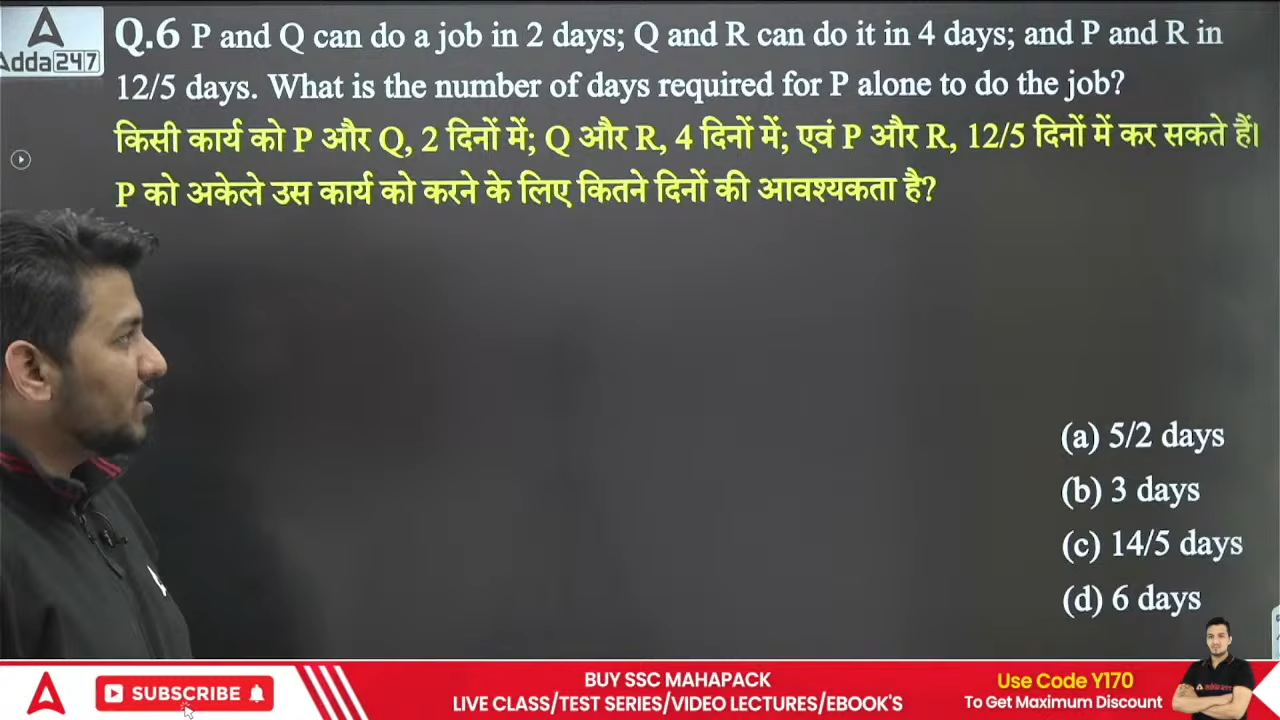 Adda 247
Q.6 P and Q can do a job in 2 days; Q and R can do it in 4 days; and P and R in
12/5 days. What is the number of days required for P alone to do the job?
किसी कार्य को P और Q, 2 दिनों में; Q और R, 4 दिनों में; एवं P और R, 12/5 दिनों में कर सकते हैं।
P को अकेले उस कार्य को करने के लिए कितने दिनों की आवश्यकता है?
(a) 5/2 days
(b) 3 days
(c) 14/5 days
(d) 6 days
SUBSCRIBE
BUY SSC MAHAPACK
LIVE CLASS/TEST SERIES/VIDEO LECTURES/EBOOK'S
Use Code Y170
To Get Maximum Discount